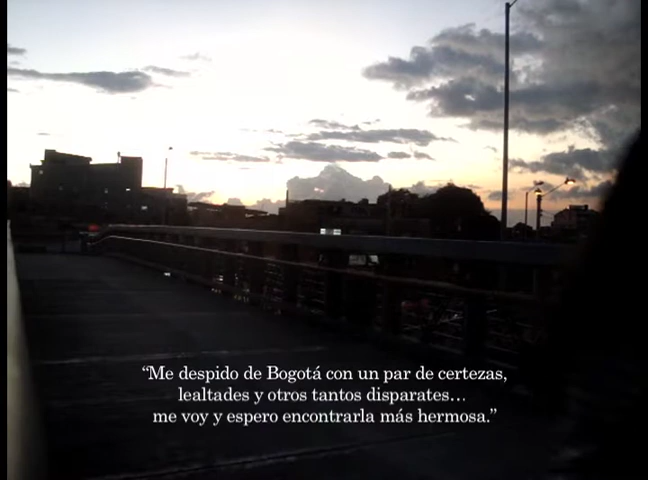 “Me despido de Bogotá con un par de certezas,
lealtades y otros tantos disparates…
me voy y espero encontrarla más hermosa.”